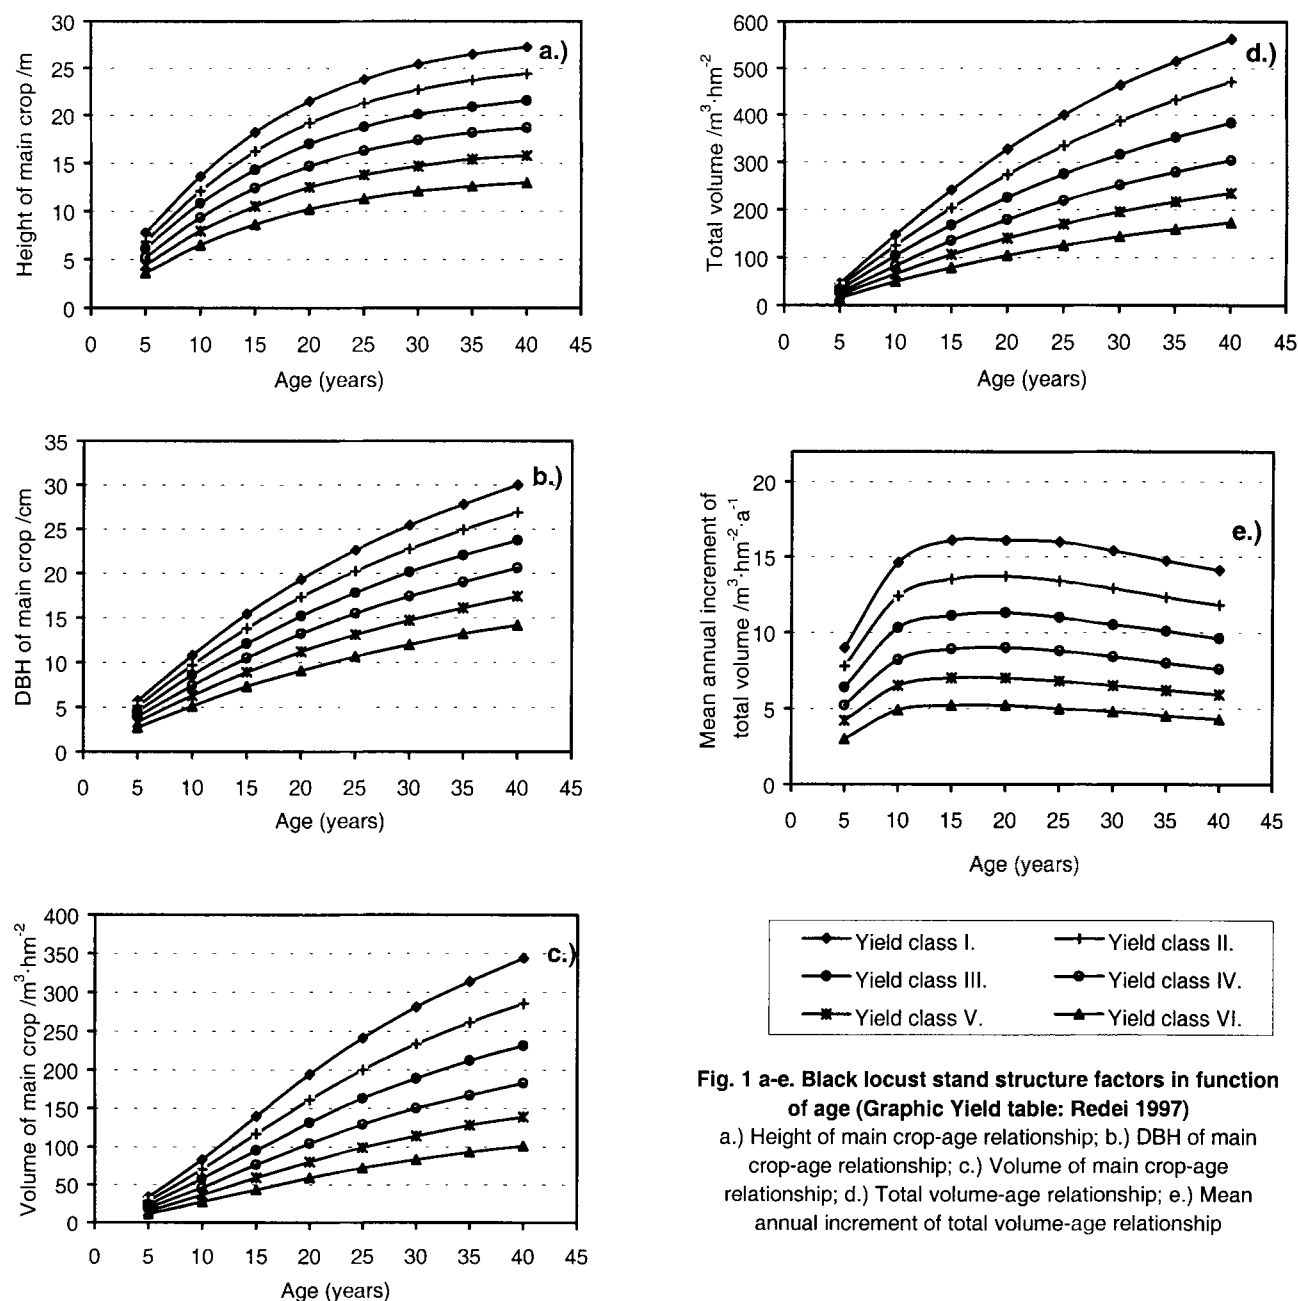 a.)
30
25
20
15
10
5
0
Height of main crop /m
0 5 10 15 20 25 30 35 40 45
Age (years)
b.)
35
30
25
20
15
10
5
0
DBH of main crop /cm
0 5 10 15 20 25 30 35 40 45
Age (years)
c.)
400
350
300
250
200
150
100
50
0
Volume of main crop /m³·hm⁻²
0 5 10 15 20 25 30 35 40 45
Age (years)
d.)
600
500
400
300
200
100
0
Total volume /m³·hm⁻²
0 5 10 15 20 25 30 35 40 45
Age (years)
e.)
20
15
10
5
0
Mean annual increment of
total volume /m³·hm⁻²·a⁻¹
0 5 10 15 20 25 30 35 40 45
Age (years)
Yield class I. Yield class II.
Yield class III. Yield class IV.
Yield class V. Yield class VI.
Fig. 1 a-e. Black locust stand structure factors in function
of age (Graphic Yield table: Redei 1997)
a.) Height of main crop-age relationship; b.) DBH of main
crop-age relationship; c.) Volume of main crop-age
relationship; d.) Total volume-age relationship; e.) Mean
annual increment of total volume-age relationship